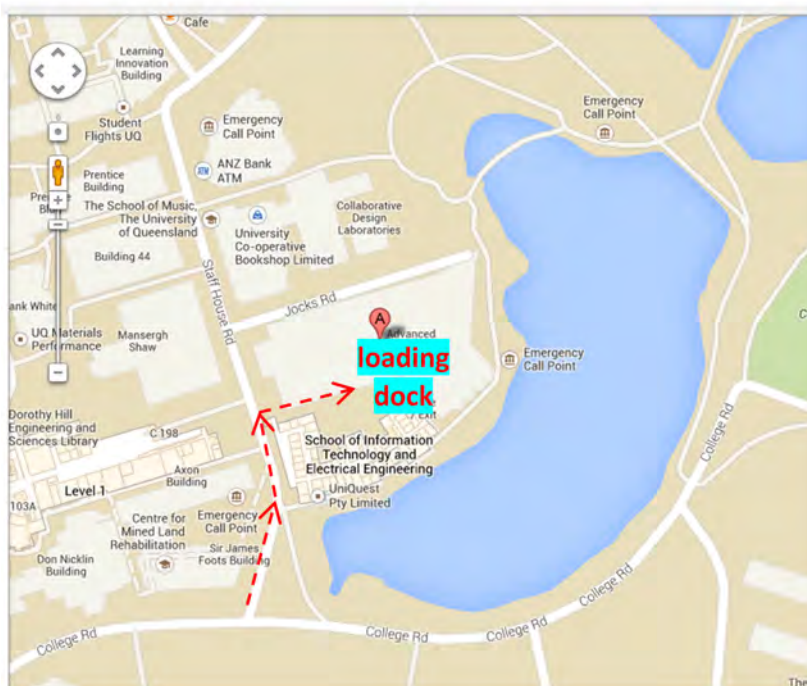 Cafe
Learning
Innovation
Building
Student
Flights UQ
Emergency
Call Point
Emergency
Call Point
ANZ Bank
ATM
Prentice
Building
The School of Music,
The University
of Queensland
Collaborative
Design
Laboratories
University
Co-operative
Bookshop Limited
Building 44
Staff House Rd
Jocks Rd
ank White
UQ Materials
Performance
Mansergh
Shaw
A
Advanced
loading
dock
Exit
Emergency
Call Point
Dorothy Hill
Engineering and
Sciences Library
C 198
School of Information
Technology and
Electrical Engineering
Axon
Building
Level 1
UniQuest
Pty Limited
103A
Centre for
Mined Land
Rehabilitation
Emergency
Call Point
Sir James
Foots Building
Don Nicklin
Building
College Rd
College Rd
College Rd
College Rd
College Rd
The